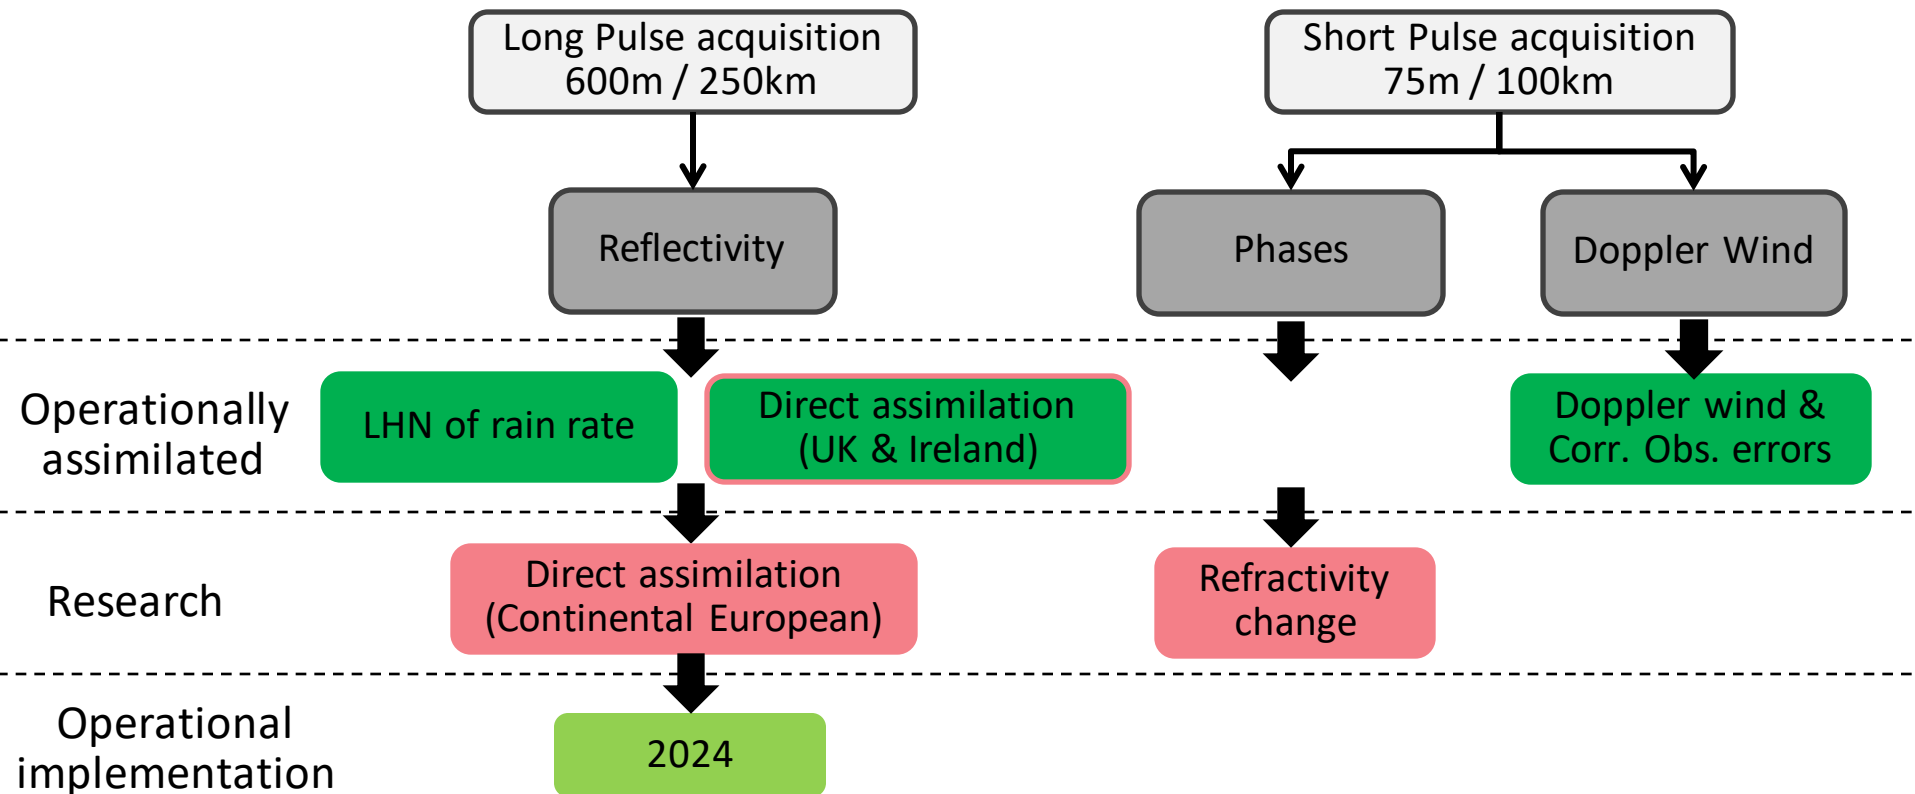 Long Pulse acquisition
600m / 250km
Short Pulse acquisition
75m / 100km
Reflectivity
Phases
Doppler Wind
Operationally
assimilated
LHN of rain rate
Direct assimilation
(UK & Ireland)
Doppler wind &
Corr. Obs. errors
Research
Direct assimilation
(Continental European)
Refractivity
change
Operational
implementation
2024